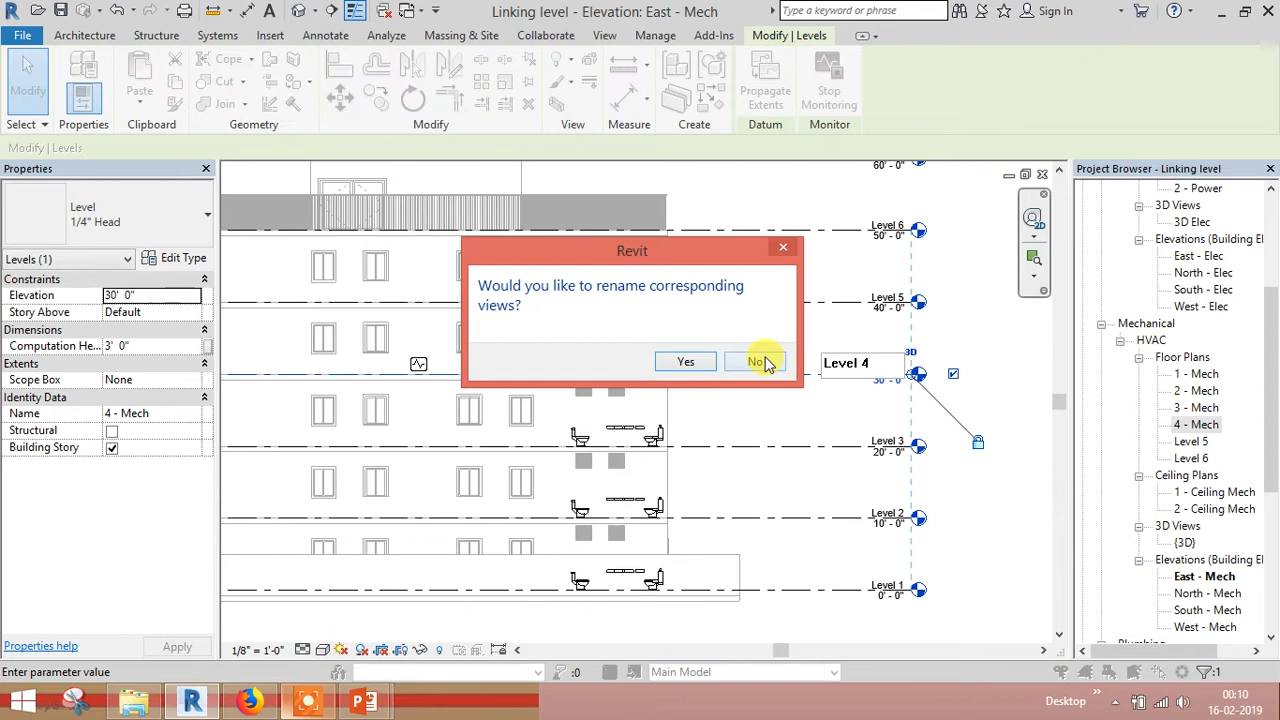 Linking level - Elevation: East - Mech
Type a keyword or phrase
Sign In
File
Architecture
Structure
Systems
Insert
Annotate
Analyze
Massing & Site
Collaborate
View
Manage
Add-Ins
Modify | Levels
Modify
Paste
Cope
Cut
Join
Propagate
Extents
Stop
Monitoring
Select
Properties
Clipboard
Geometry
Modify
View
Measure
Create
Datum
Monitor
Modify | Levels
Properties
Level
1/4" Head
Levels (1)
Edit Type
Constraints
Elevation
30' 0"
Story Above
Default
Dimensions
Computation He...
3' 0"
Extents
Scope Box
None
Identity Data
Name
4 - Mech
Structural
Building Story
Properties help
Apply
60' - 0"
Level 6
50' - 0"
Level 5
40' - 0"
Level 4
3D
30' - 0"
Level 3
20' - 0"
Level 2
10' - 0"
Level 1
0' - 0"
2D
Revit
Would you like to rename corresponding
views?
Yes
No
Project Browser - Linking level
2 - Power
3D Views
3D Elec
Elevations (Building E
East - Elec
North - Elec
South - Elec
West - Elec
Mechanical
HVAC
Floor Plans
1 - Mech
2 - Mech
3 - Mech
4 - Mech
Level 5
Level 6
Ceiling Plans
1 - Ceiling Mech
2 - Ceiling Mech
3D Views
{3D}
Elevations (Building E
East - Mech
North - Mech
South - Mech
West - Mech
1/8" = 1'-0"
Enter parameter value
:0
Main Model
:1
Desktop
00:10
16-02-2019